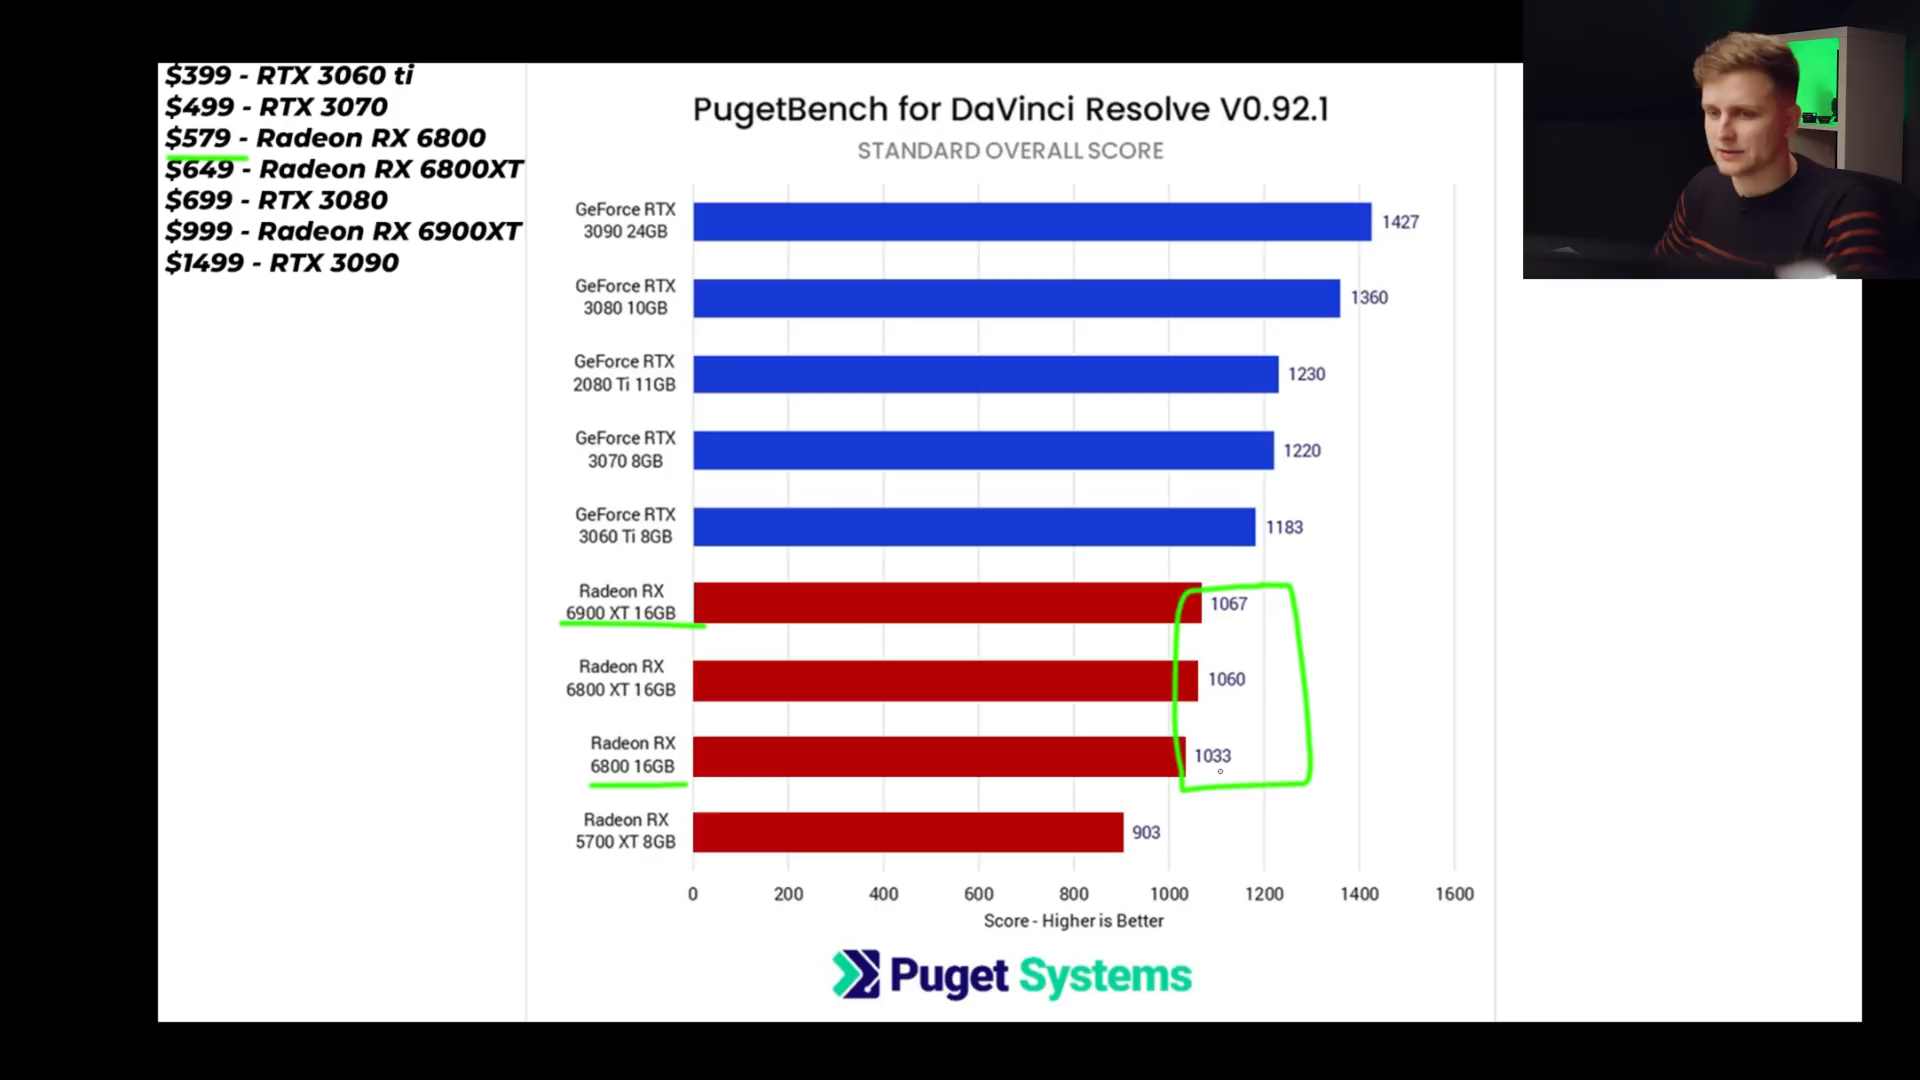 $399 - RTX 3060 ti
$499 - RTX 3070
$579 - Radeon RX 6800
$649 - Radeon RX 6800XT
$699 - RTX 3080
$999 - Radeon RX 6900XT
$1499 - RTX 3090
PugetBench for DaVinci Resolve V0.92.1
STANDARD OVERALL SCORE
GeForce RTX
3090 24GB
1427
GeForce RTX
3080 10GB
1360
GeForce RTX
2080 Ti 11GB
1230
GeForce RTX
3070 8GB
1220
GeForce RTX
3060 Ti 8GB
1183
Radeon RX
6900 XT 16GB
1067
Radeon RX
6800 XT 16GB
1060
Radeon RX
6800 16GB
1033
Radeon RX
5700 XT 8GB
903
0 200 400 600 800 1000 1200 1400 1600
Score - Higher is Better
Puget Systems